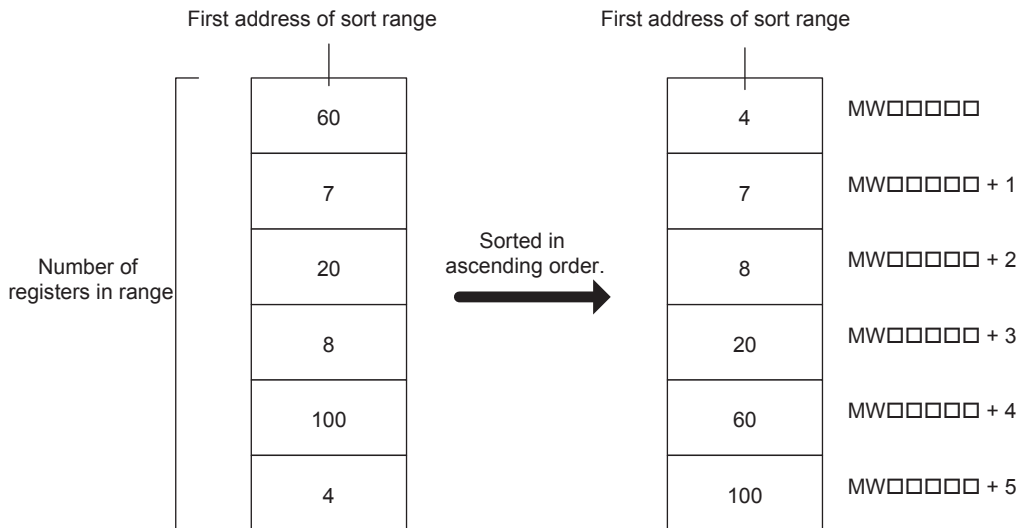 First address of sort range
First address of sort range
60
7
20
8
100
4
Number of
registers in range
Sorted in
ascending order.
4
7
8
20
60
100
MW□□□□□
MW□□□□□ + 1
MW□□□□□ + 2
MW□□□□□ + 3
MW□□□□□ + 4
MW□□□□□ + 5